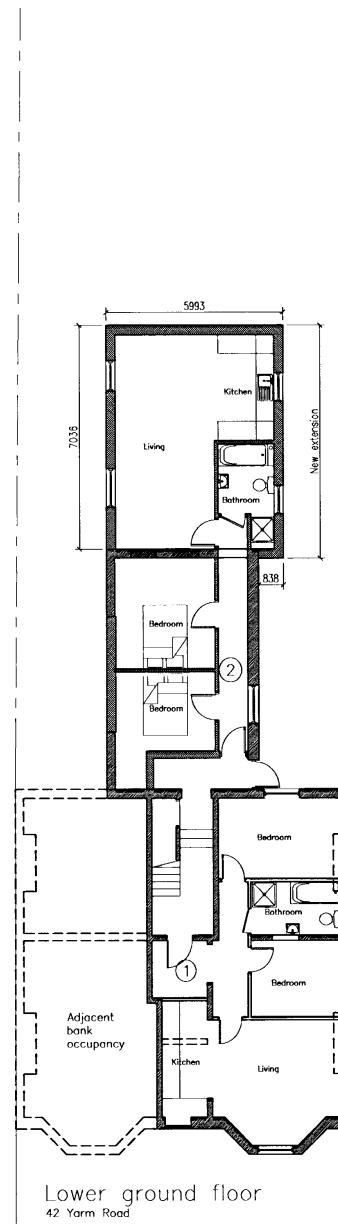 5993
7036
New extension
Kitchen
Living
Bathroom
838
Bedroom
2
Bedroom
Bedroom
Bathroom
1
Bedroom
Adjacent
bank
occupancy
Kitchen
Living
Lower ground floor
42 Yarm Road